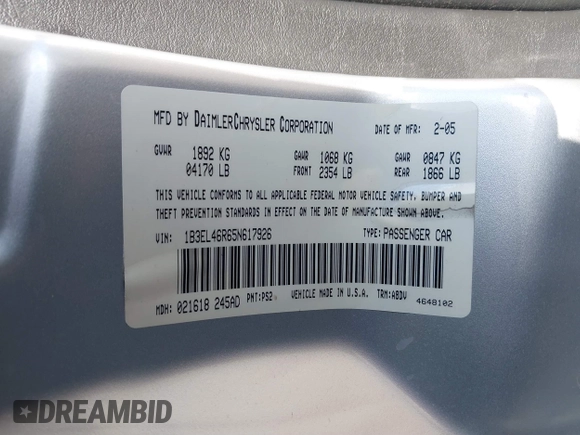 MFD BY DAIMLERCHRYSLER CORPORATION DATE OF MFR: 2-05
GVWR 1892 KG GAWR 1068 KG GAWR 0847 KG
04170 LB FRONT 2354 LB REAR 1866 LB
THIS VEHICLE CONFORMS TO ALL APPLICABLE FEDERAL MOTOR VEHICLE SAFETY, BUMPER AND
THEFT PREVENTION STANDARDS IN EFFECT ON THE DATE OF MANUFACTURE SHOWN ABOVE.
VIN: 1B3EL46R65N617926 TYPE: PASSENGER CAR
MDH: 021618 245AD PNT: PS2 VEHICLE MADE IN U.S.A. TRM: ABDV 4648102
DREAMBID